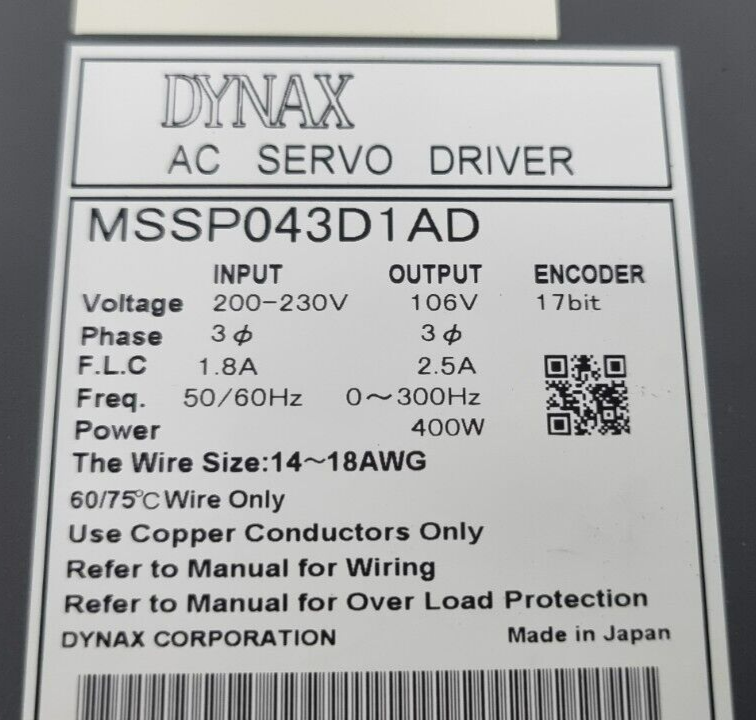 DYNAX
AC SERVO DRIVER
MSSP043D1AD
INPUT OUTPUT ENCODER
Voltage 200-230V 106V 17bit
Phase 3ϕ 3ϕ
F.L.C 1.8A 2.5A
Freq. 50/60Hz 0~300Hz
Power 400W
The Wire Size:14~18AWG
60/75℃ Wire Only
Use Copper Conductors Only
Refer to Manual for Wiring
Refer to Manual for Over Load Protection
DYNAX CORPORATION Made in Japan